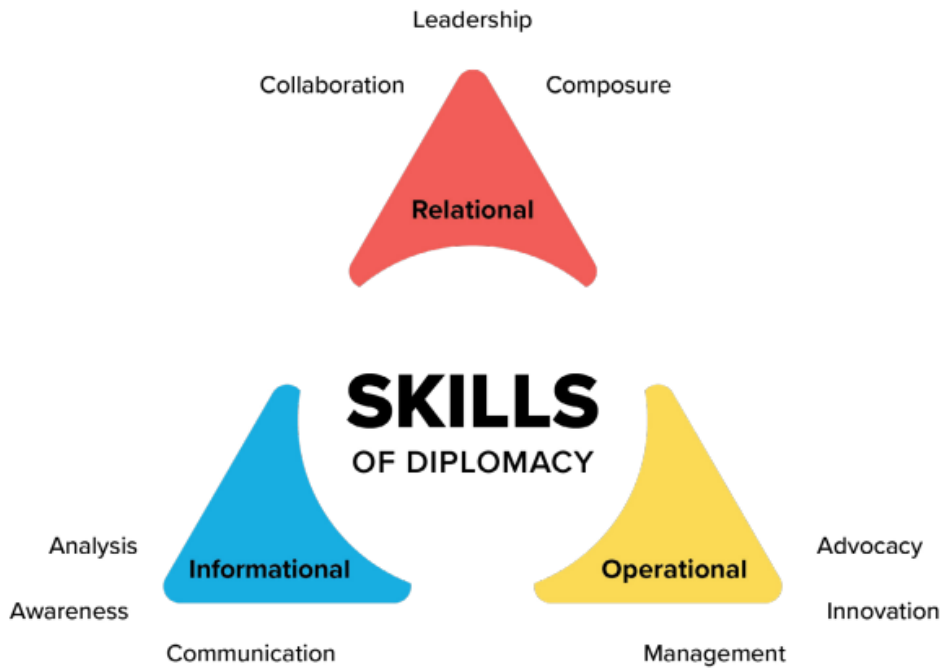 Leadership
Collaboration
Composure
Relational
SKILLS
OF DIPLOMACY
Analysis
Informational
Awareness
Communication
Operational
Advocacy
Innovation
Management